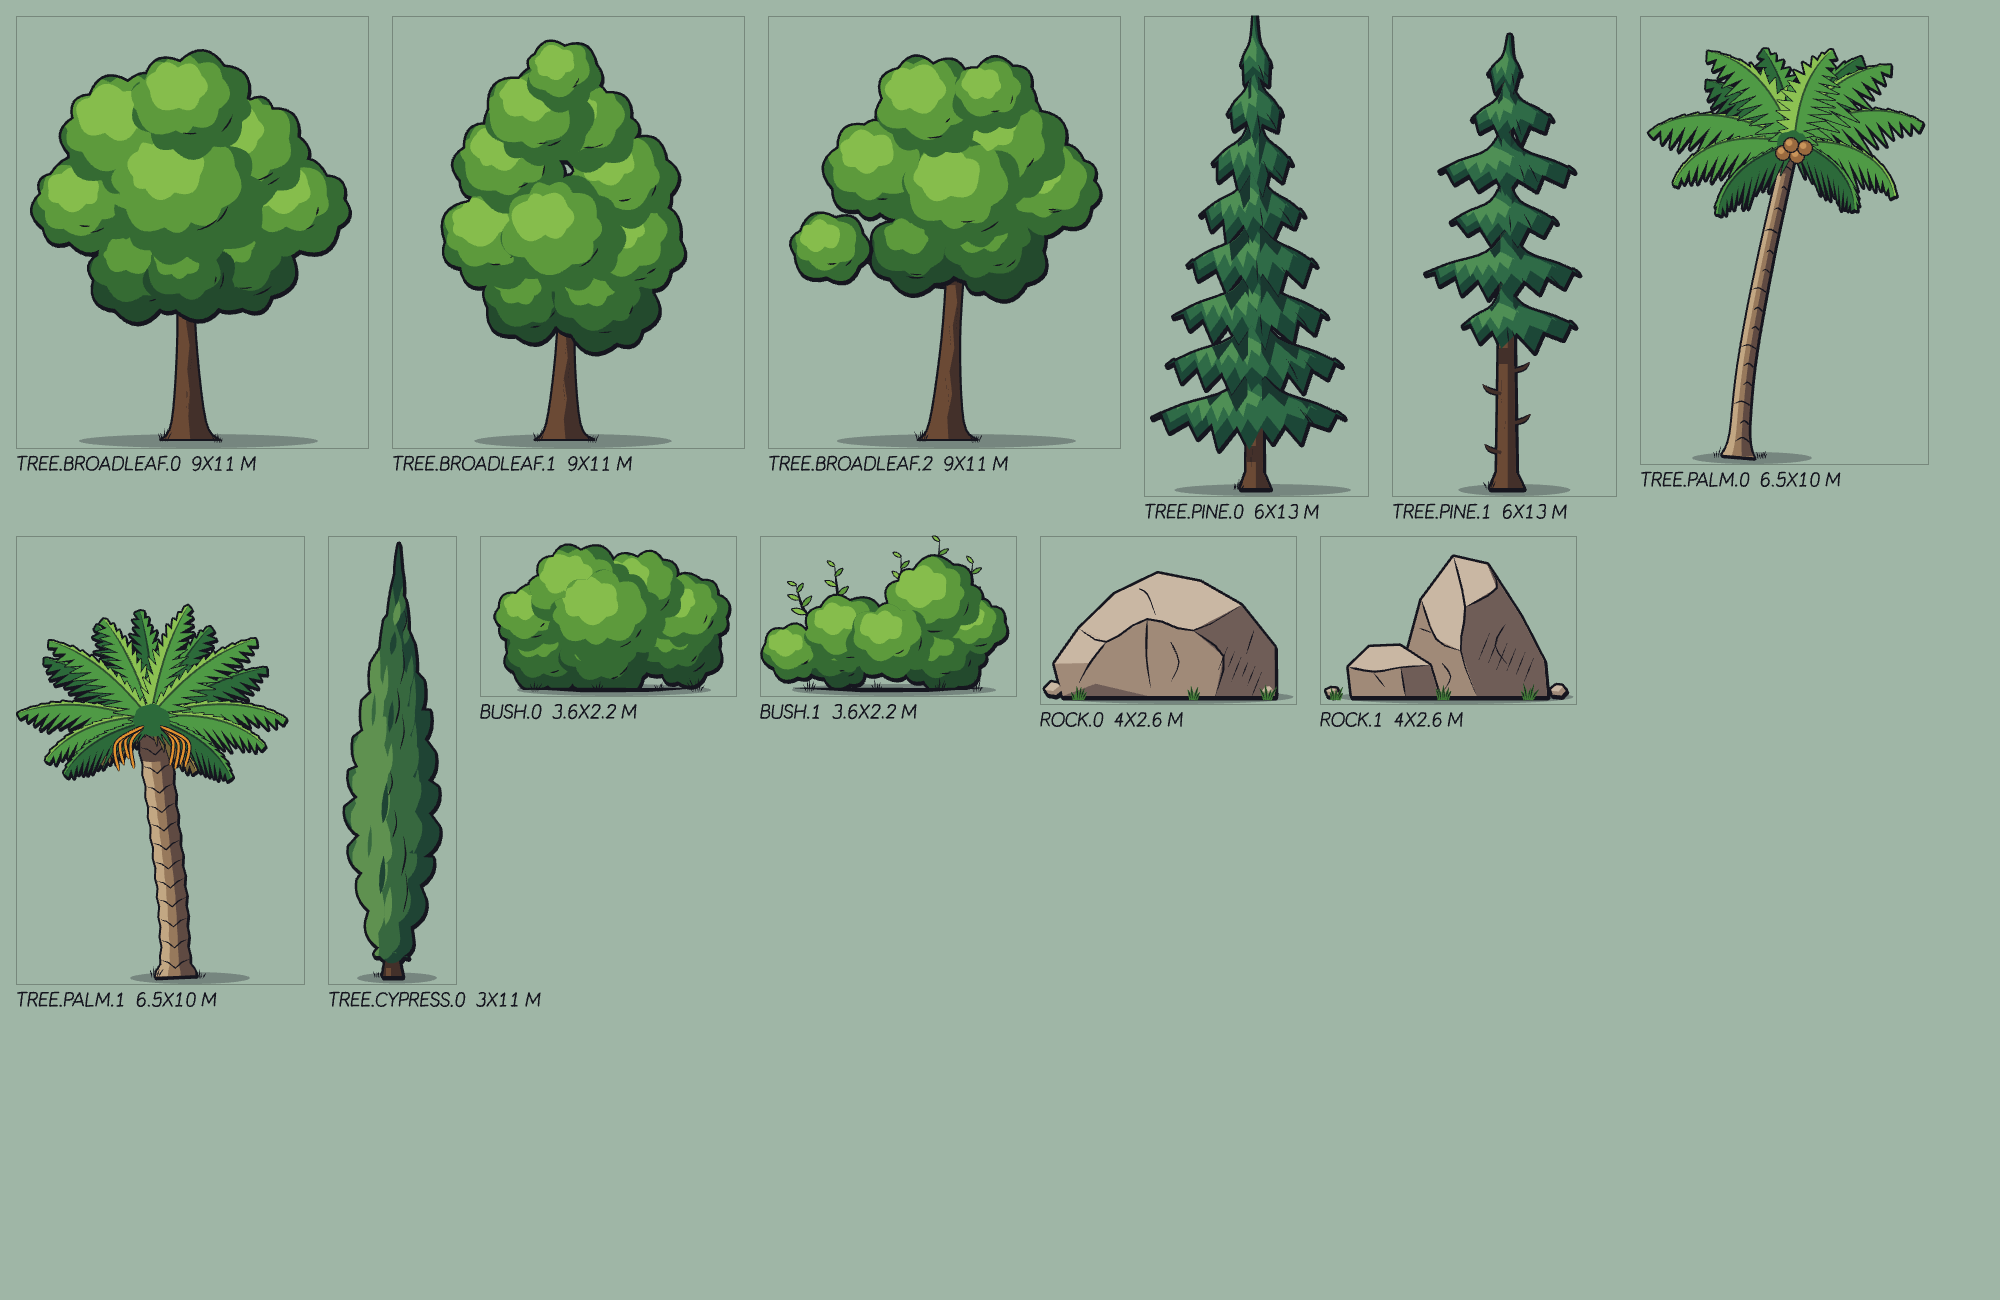 TREE.BROADLEAF.0 9X11 M
TREE.BROADLEAF.1 9X11 M
TREE.BROADLEAF.2 9X11 M
TREE.PINE.0 6X13 M
TREE.PINE.1 6X13 M
TREE.PALM.0 6.5X10 M
TREE.PALM.1 6.5X10 M
TREE.CYPRESS.0 3X11 M
BUSH.0 3.6X2.2 M
BUSH.1 3.6X2.2 M
ROCK.0 4X2.6 M
ROCK.1 4X2.6 M